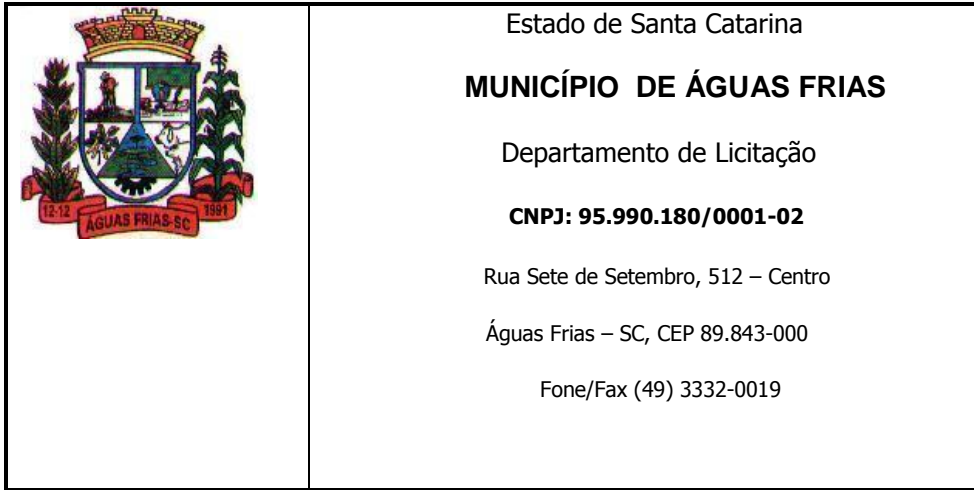 Estado de Santa Catarina
MUNICÍPIO DE ÁGUAS FRIAS
Departamento de Licitação
CNPJ: 95.990.180/0001-02
Rua Sete de Setembro, 512 – Centro
Águas Frias – SC, CEP 89.843-000
Fone/Fax (49) 3332-0019
12-12
ÁGUAS FRIAS-SC
1991